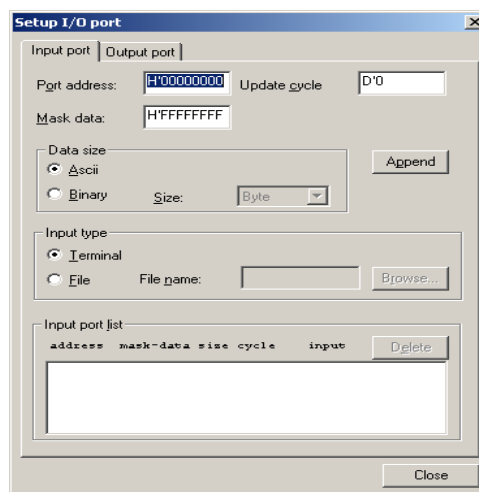 Setup I/O port
Input port Output port
Port address: H'00000000 Update cycle D'0
Mask data: H'FFFFFFFF
Data size
Ascii
Append
Binary Size: Byte
Input type
Terminal
File File name: Browse...
Input port list
address mask-data size cycle input Delete
Close